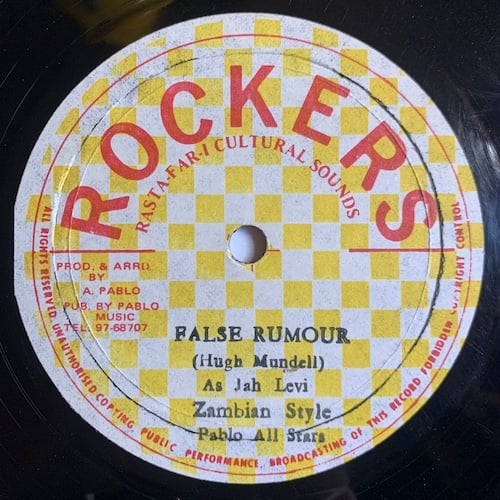 ROCKERS
RASTA-FAR-I CULTURAL SOUNDS
PROD. & ARRD.
BY
A. PABLO
PUB. BY PABLO
MUSIC
TEL. 97-68707
FALSE RUMOUR
(Hugh Mundell)
As Jah Levi
Zambian Style
Pablo All Stars
ALL RIGHTS RESERVED. UNAUTHORISED COPYING, PUBLIC PERFORMANCE, BROADCASTING OF THIS RECORD FORBIDDEN COPYRIGHT CONTROL